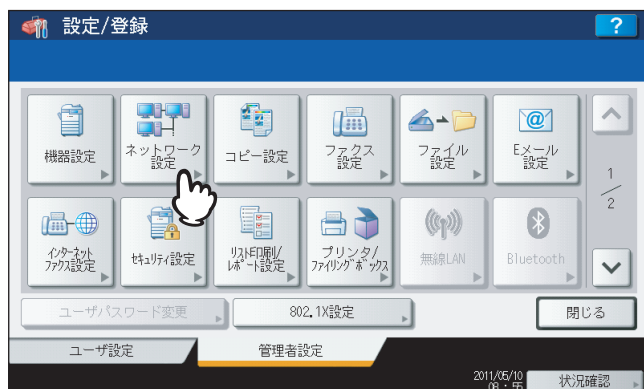 設定/登録
?
機器設定
ネットワーク
設定
コピー設定
ファクス
設定
ファイル
設定
@
Eメール
設定
1
2
インターネット
ファクス設定
セキュリティ設定
リスト印刷/
レポート設定
プリンタ/
ファイリングボックス
無線LAN
Bluetooth
ユーザパスワード変更
802.1X設定
閉じる
ユーザ設定
管理者設定
2011/05/10
08:55
状況確認